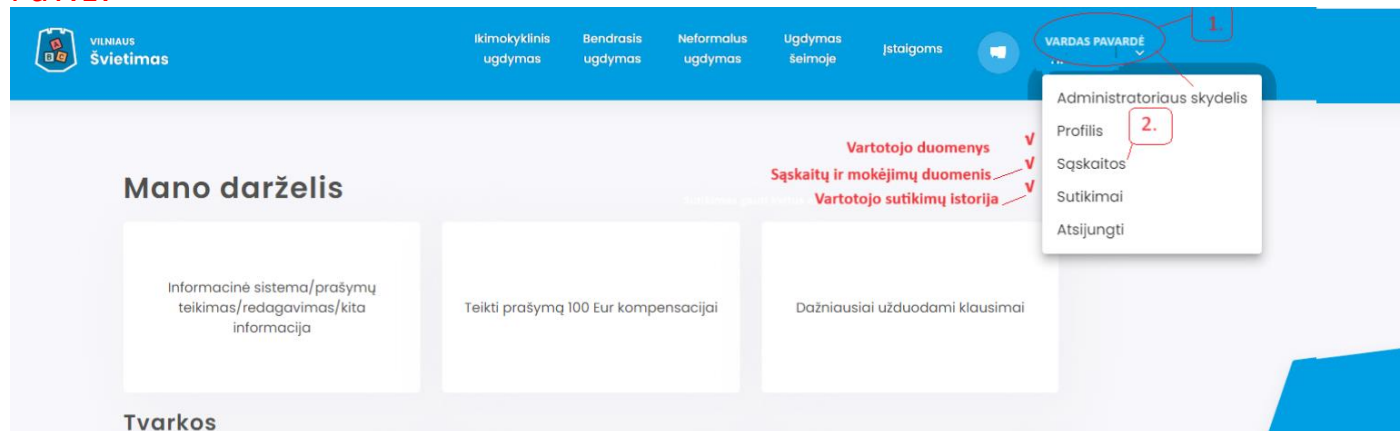 VILNIAUS
Švietimas
Ikimokyklinis
ugdymas
Bendrasis
ugdymas
Neformalus
ugdymas
Ugdymas
šeimoje
Įstaigoms
VARDAS PAVARDĖ
1.
Administratoriaus skydelis
Profilis
2.
Sąskaitos
Sutikimai
Atsijungti
Vartotojo duomenys √
Sąskaitų ir mokėjimų duomenis √
Vartotojo sutikimų istorija √
Mano darželis
Informacinė sistema/prašymų
teikimas/redagavimas/kita
informacija
Teikti prašymą 100 Eur kompensacijai
Dažniausiai užduodami klausimai
Tvarkos